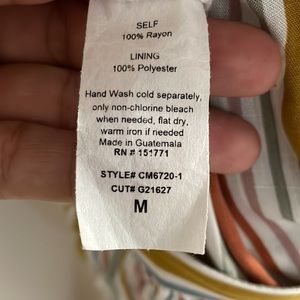 SELF
100% Rayon
LINING
100% Polyester
Hand Wash cold separately,
only non-chlorine bleach
when needed, flat dry,
warm iron if needed
Made in Guatemala
RN # 151771
STYLE# CM6720-1
CUT# G21627
M